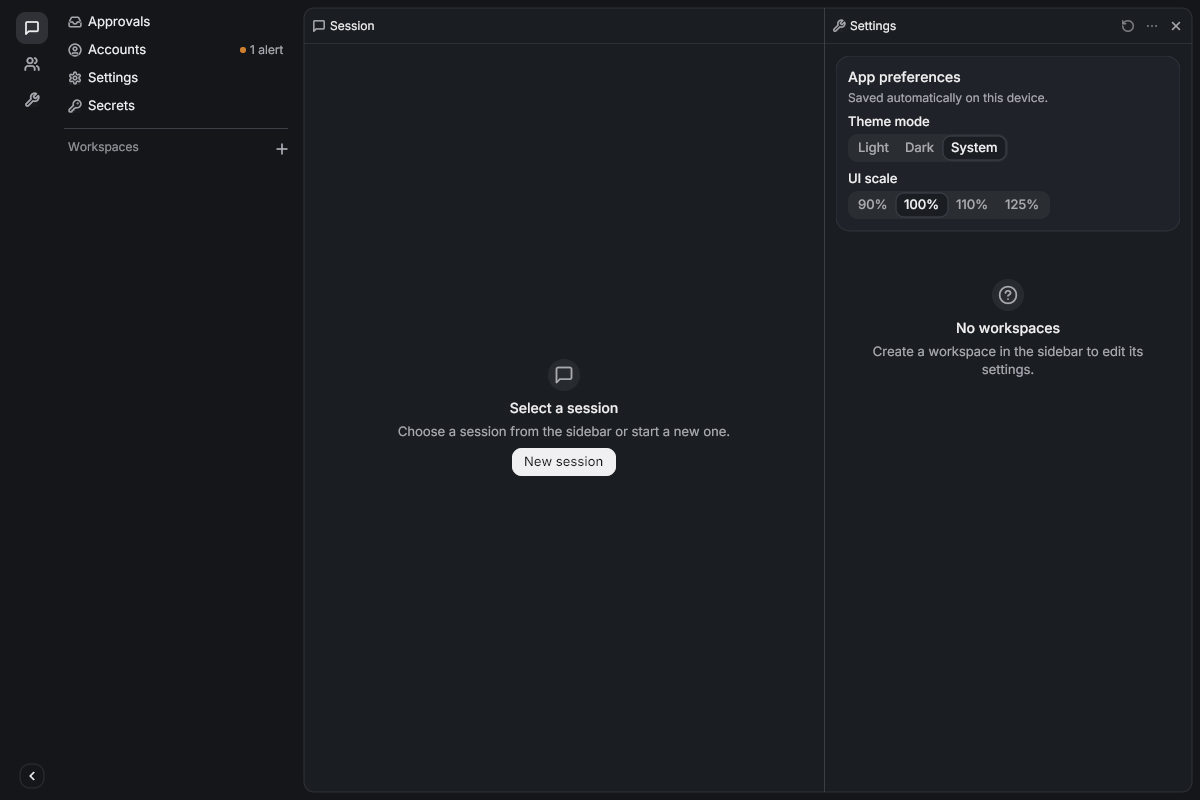 Approvals
Accounts
1 alert
Settings
Secrets
Workspaces
Session
Select a session
Choose a session from the sidebar or start a new one.
New session
Settings
App preferences
Saved automatically on this device.
Theme mode
Light Dark System
UI scale
90% 100% 110% 125%
No workspaces
Create a workspace in the sidebar to edit its
settings.